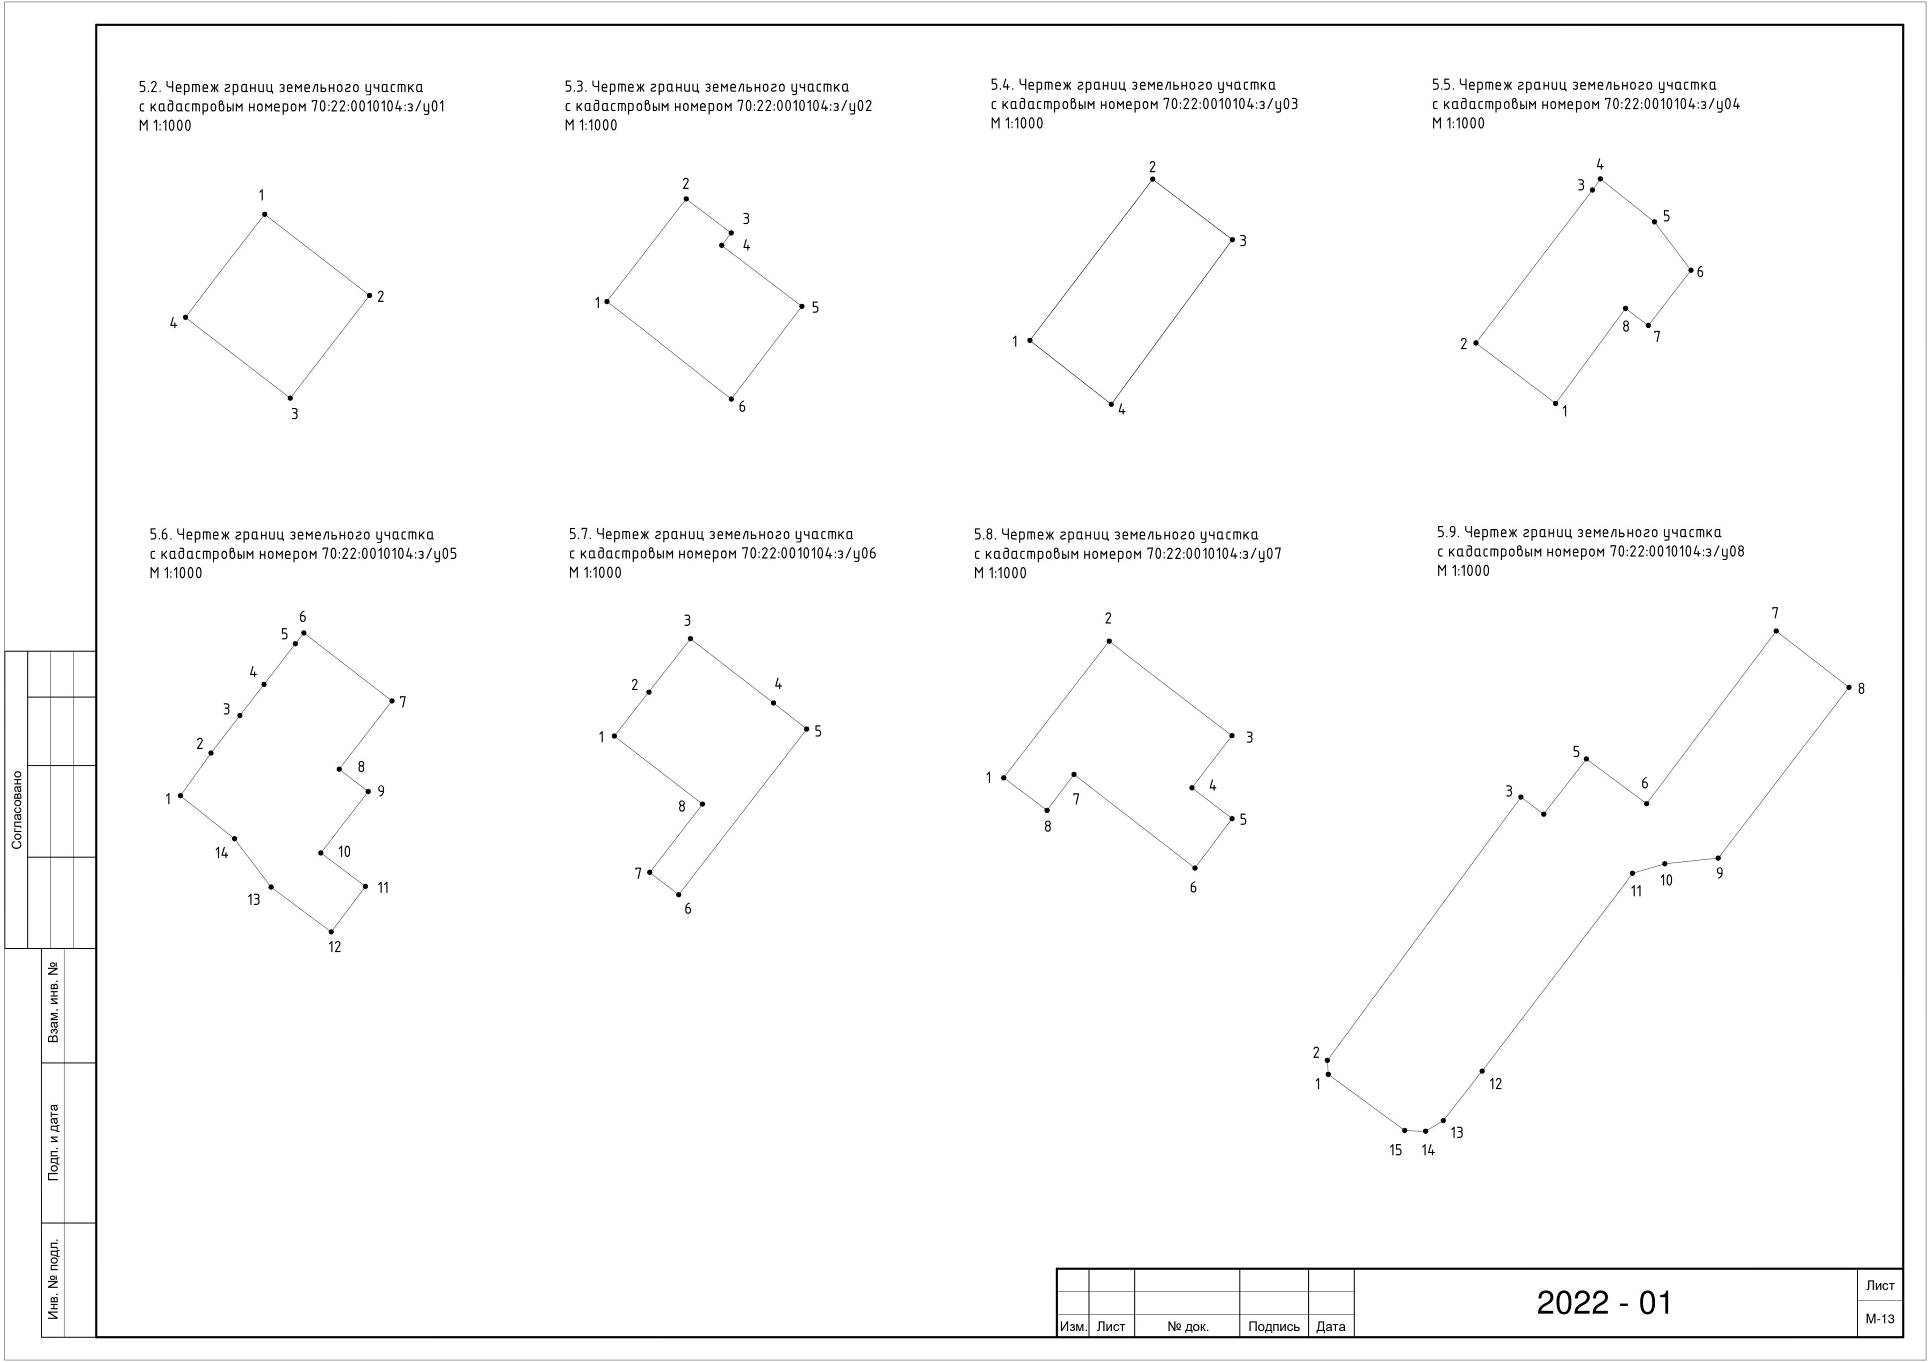 5.2. Чертеж границ земельного участка
с кадастровым номером 70:22:0010104:з/у01
М 1:1000
1
2
3
4
5.3. Чертеж границ земельного участка
с кадастровым номером 70:22:0010104:з/у02
М 1:1000
2
3
4
1
5
6
5.4. Чертеж границ земельного участка
с кадастровым номером 70:22:0010104:з/у03
М 1:1000
2
3
1
4
5.5. Чертеж границ земельного участка
с кадастровым номером 70:22:0010104:з/у04
М 1:1000
4
3
5
6
8
7
2
1
5.6. Чертеж границ земельного участка
с кадастровым номером 70:22:0010104:з/у05
М 1:1000
6
5
4
7
3
2
8
9
1
14
10
13
11
12
5.7. Чертеж границ земельного участка
с кадастровым номером 70:22:0010104:з/у06
М 1:1000
3
2
4
1
5
8
7
6
5.8. Чертеж границ земельного участка
с кадастровым номером 70:22:0010104:з/у07
М 1:1000
2
3
1
4
7
8
5
6
5.9. Чертеж границ земельного участка
с кадастровым номером 70:22:0010104:з/у08
М 1:1000
7
8
5
6
3
9
10
11
2
1
12
13
15
14
Согласовано
Взам. инв. №
Подп. и дата
Инв. № подл.
Изм.
Лист
№ док.
Подпись
Дата
2022 - 01
Лист
М-13